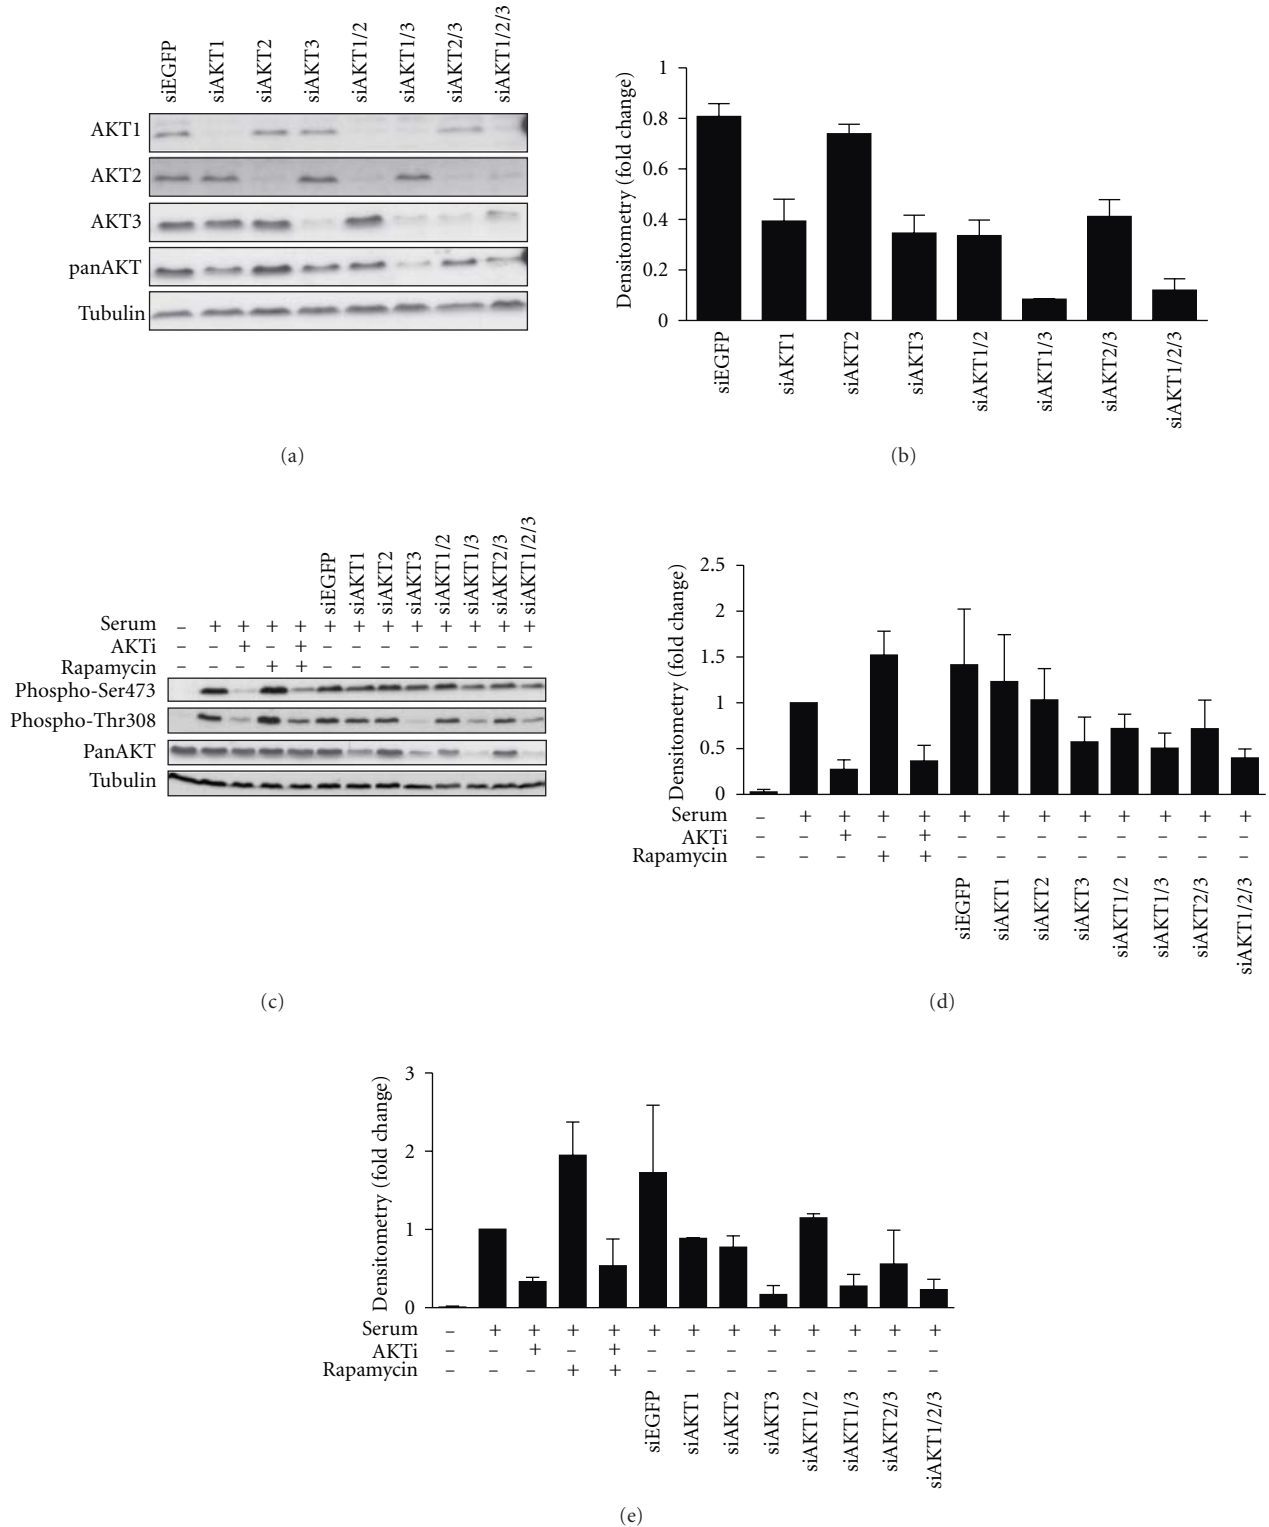 siEGFP siAKT1 siAKT2 siAKT3 siAKT1/2 siAKT1/3 siAKT2/3 siAKT1/2/3
AKT1
AKT2
AKT3
panAKT
Tubulin
(a)
Densitometry (fold change)
1
0.8
0.6
0.4
0.2
0
siEGFP siAKT1 siAKT2 siAKT3 siAKT1/2 siAKT1/3 siAKT2/3 siAKT1/2/3
(b)
siEGFP siAKT1 siAKT2 siAKT3 siAKT1/2 siAKT1/3 siAKT2/3 siAKT1/2/3
Serum – + + + + + + + + + + + +
AKTi – – + – + – – – – – – – –
Rapamycin – – – + + – – – – – – – –
Phospho-Ser473
Phospho-Thr308
PanAKT
Tubulin
(c)
Densitometry (fold change)
2.5
2
1.5
1
0.5
0
Serum – + + + + + + + + + + + +
AKTi – – + – + – – – – – – – –
Rapamycin – – – + + – – – – – – – –
siEGFP siAKT1 siAKT2 siAKT3 siAKT1/2 siAKT1/3 siAKT2/3 siAKT1/2/3
(d)
Densitometry (fold change)
3
2
1
0
Serum – + + + + + + + + + + + +
AKTi – – + – + – – – – – – – –
Rapamycin – – – + + – – – – – – – –
siEGFP siAKT1 siAKT2 siAKT3 siAKT1/2 siAKT1/3 siAKT2/3 siAKT1/2/3
(e)